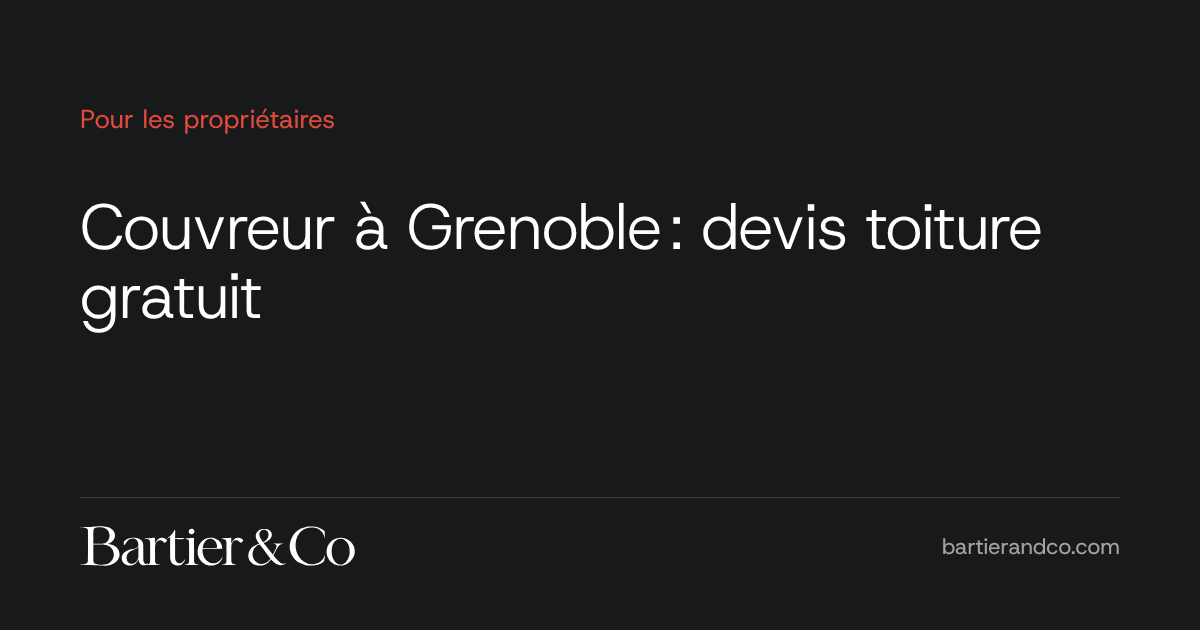 Pour les propriétaires
Couvreur à Grenoble : devis toiture
gratuit
Bartier & Co
bartierandco.com